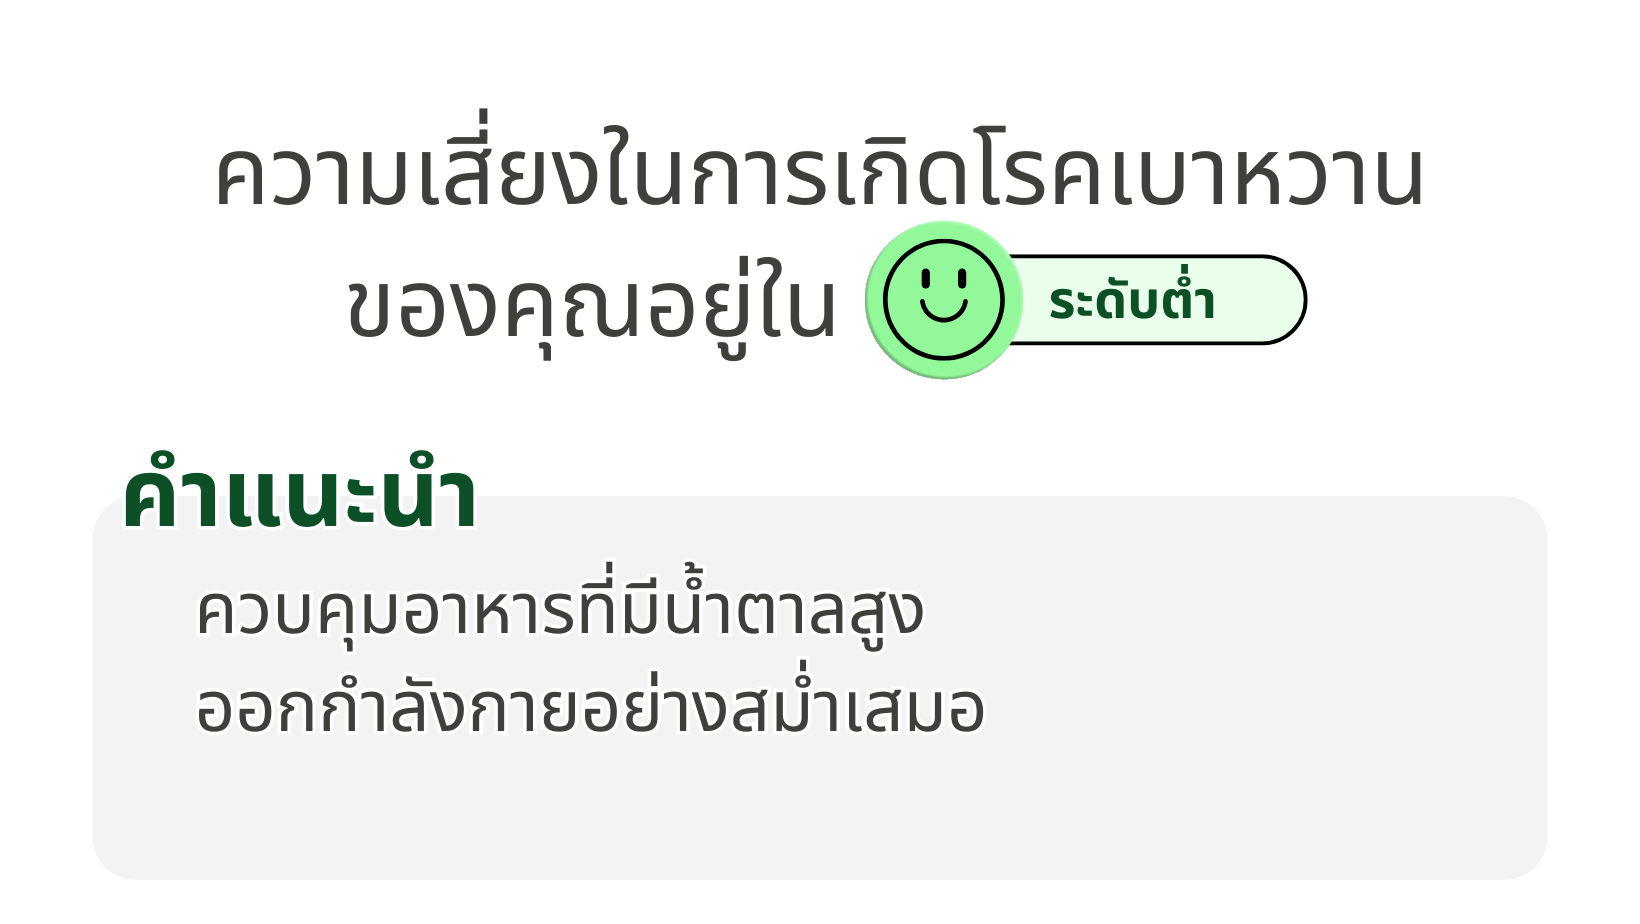 ความเสี่ยงในการเกิดโรคเบาหวาน
ของคุณอยู่ใน ระดับต่ำ
คำแนะนำ
ควบคุมอาหารที่มีน้ำตาลสูง
ออกกำลังกายอย่างสม่ำเสมอ